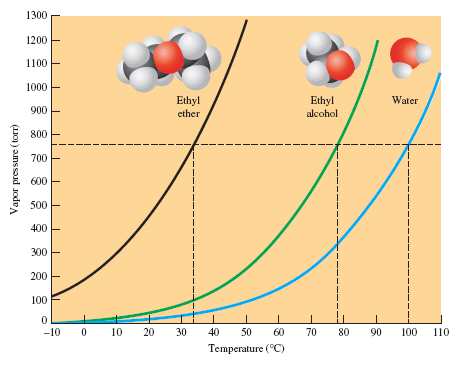 1300
1200
1100
1000
900
800
700
600
500
400
300
200
100
0
Vapor pressure (torr)
Ethyl
ether
Ethyl
alcohol
Water
–10 0 10 20 30 40 50 60 70 80 90 100 110
Temperature (°C)